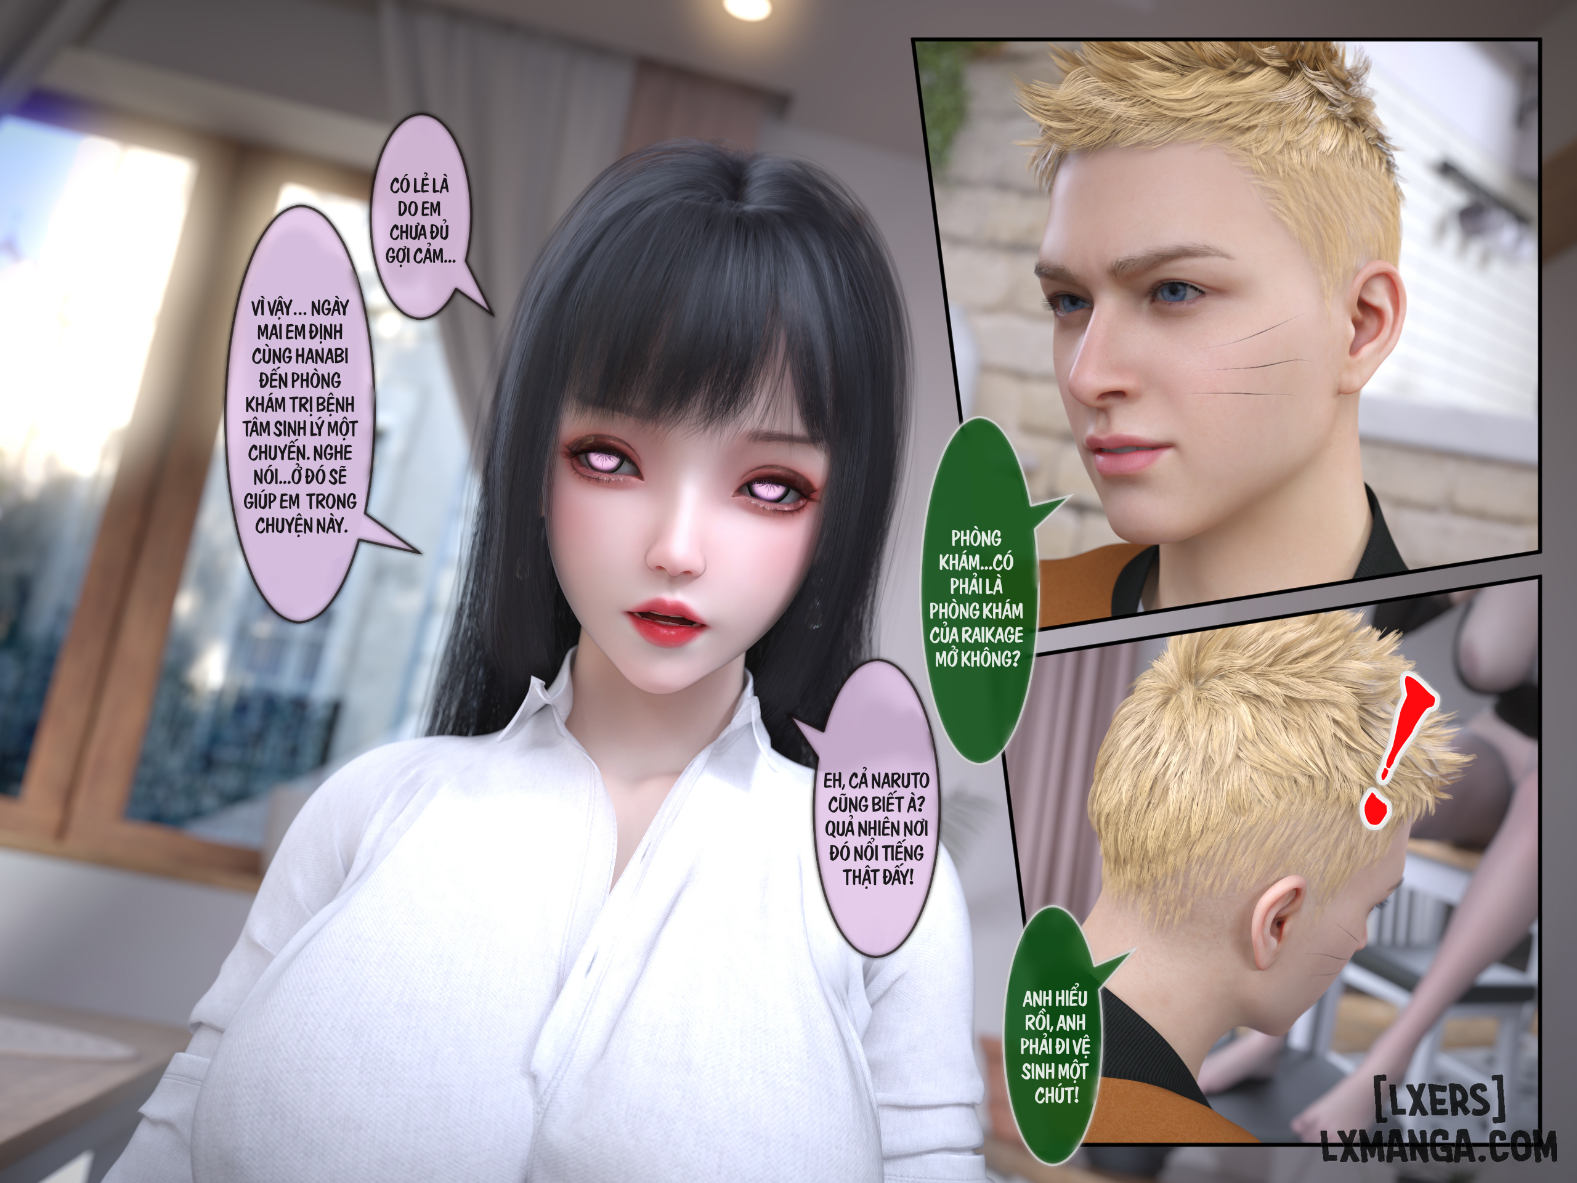 CÓ LẺ LÀ
DO EM
CHƯA ĐỦ
GỢI CẢM...
VÌ VẬY... NGÀY
MAI EM ĐỊNH
CÙNG HANABI
ĐẾN PHÒNG
KHÁM TRỊ BỆNH
TÂM SINH LÝ MỘT
CHUYẾN. NGHE
NÓI...Ở ĐÓ SẼ
GIÚP EM TRONG
CHUYỆN NÀY.
PHÒNG
KHÁM...CÓ
PHẢI LÀ
PHÒNG KHÁM
CỦA RAIKAGE
MỞ KHÔNG?
EH, CẢ NARUTO
CŨNG BIẾT À?
QUẢ NHIÊN NƠI
ĐÓ NỔI TIẾNG
THẬT ĐẤY!
!
ANH HIỂU
RỒI, ANH
PHẢI ĐI VỆ
SINH MỘT
CHÚT!
[LXERS]
LXMANGA.COM